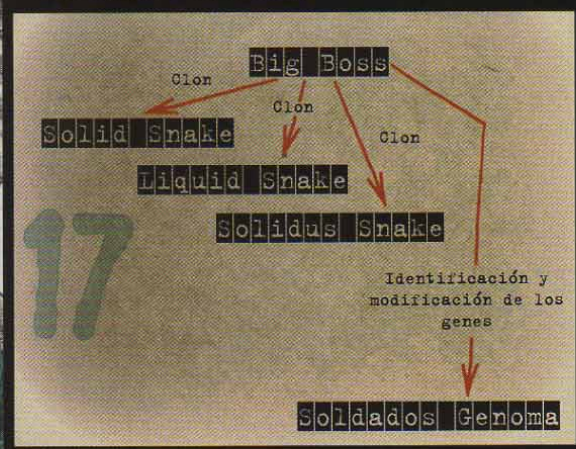 Big Boss
Clon
Clon
Solid Snake
Clon
Liquid Snake
Solidus Snake
17
Identificación y
modificación de los
genes
Soldados Genoma